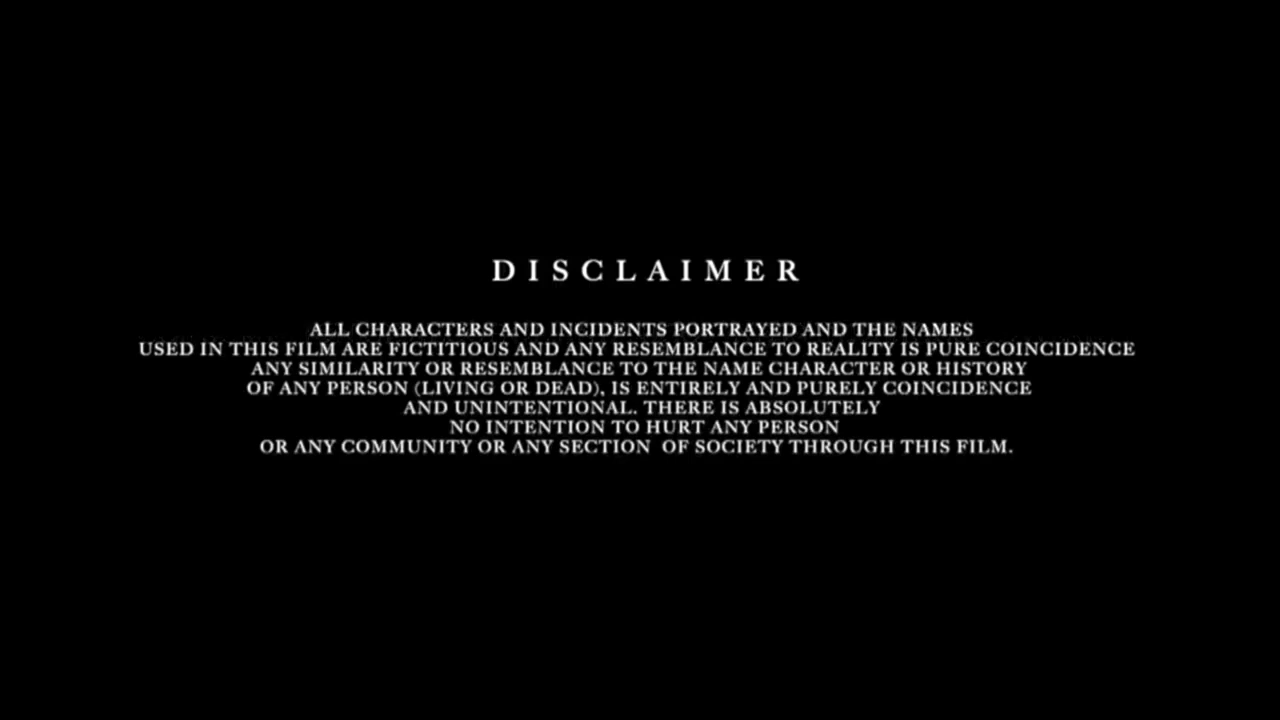 DISCLAIMER
ALL CHARACTERS AND INCIDENTS PORTRAYED AND THE NAMES
USED IN THIS FILM ARE FICTITIOUS AND ANY RESEMBLANCE TO REALITY IS PURE COINCIDENCE
ANY SIMILARITY OR RESEMBLANCE TO THE NAME CHARACTER OR HISTORY
OF ANY PERSON (LIVING OR DEAD), IS ENTIRELY AND PURELY COINCIDENCE
AND UNINTENTIONAL. THERE IS ABSOLUTELY
NO INTENTION TO HURT ANY PERSON
OR ANY COMMUNITY OR ANY SECTION OF SOCIETY THROUGH THIS FILM.